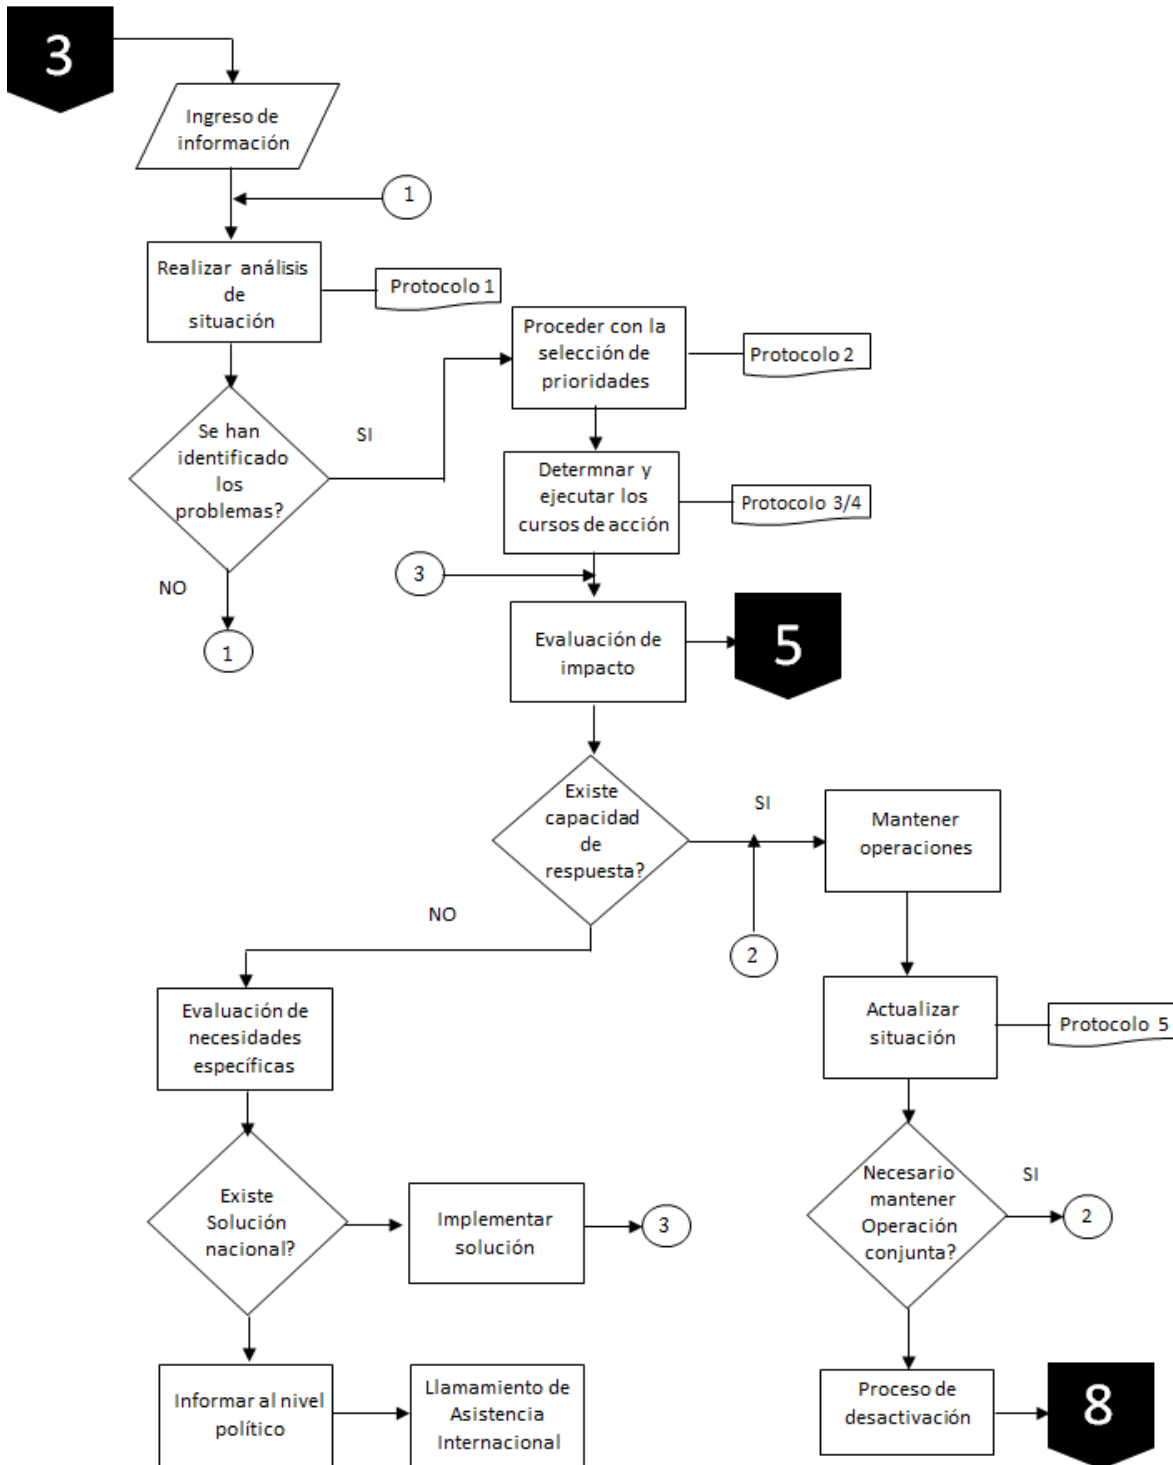 3
Ingreso de
información
1
Realizar análisis
de
situación
Protocolo 1
Proceder con la
selección de
prioridades
Protocolo 2
Se han
identificado
los
problemas?
SI
NO
1
Determnar y
ejecutar los
cursos de acción
Protocolo 3/4
3
Evaluación de
impacto
5
Existe
capacidad
de
respuesta?
SI
NO
2
Mantener
operaciones
Actualizar
situación
Protocolo 5
Evaluación de
necesidades
específicas
Existe
Solución
nacional?
Implementar
solución
3
Necesario
mantener
Operación
conjunta?
SI
2
Informar al nivel
político
Llamamiento de
Asistencia
Internacional
Proceso de
desactivación
8